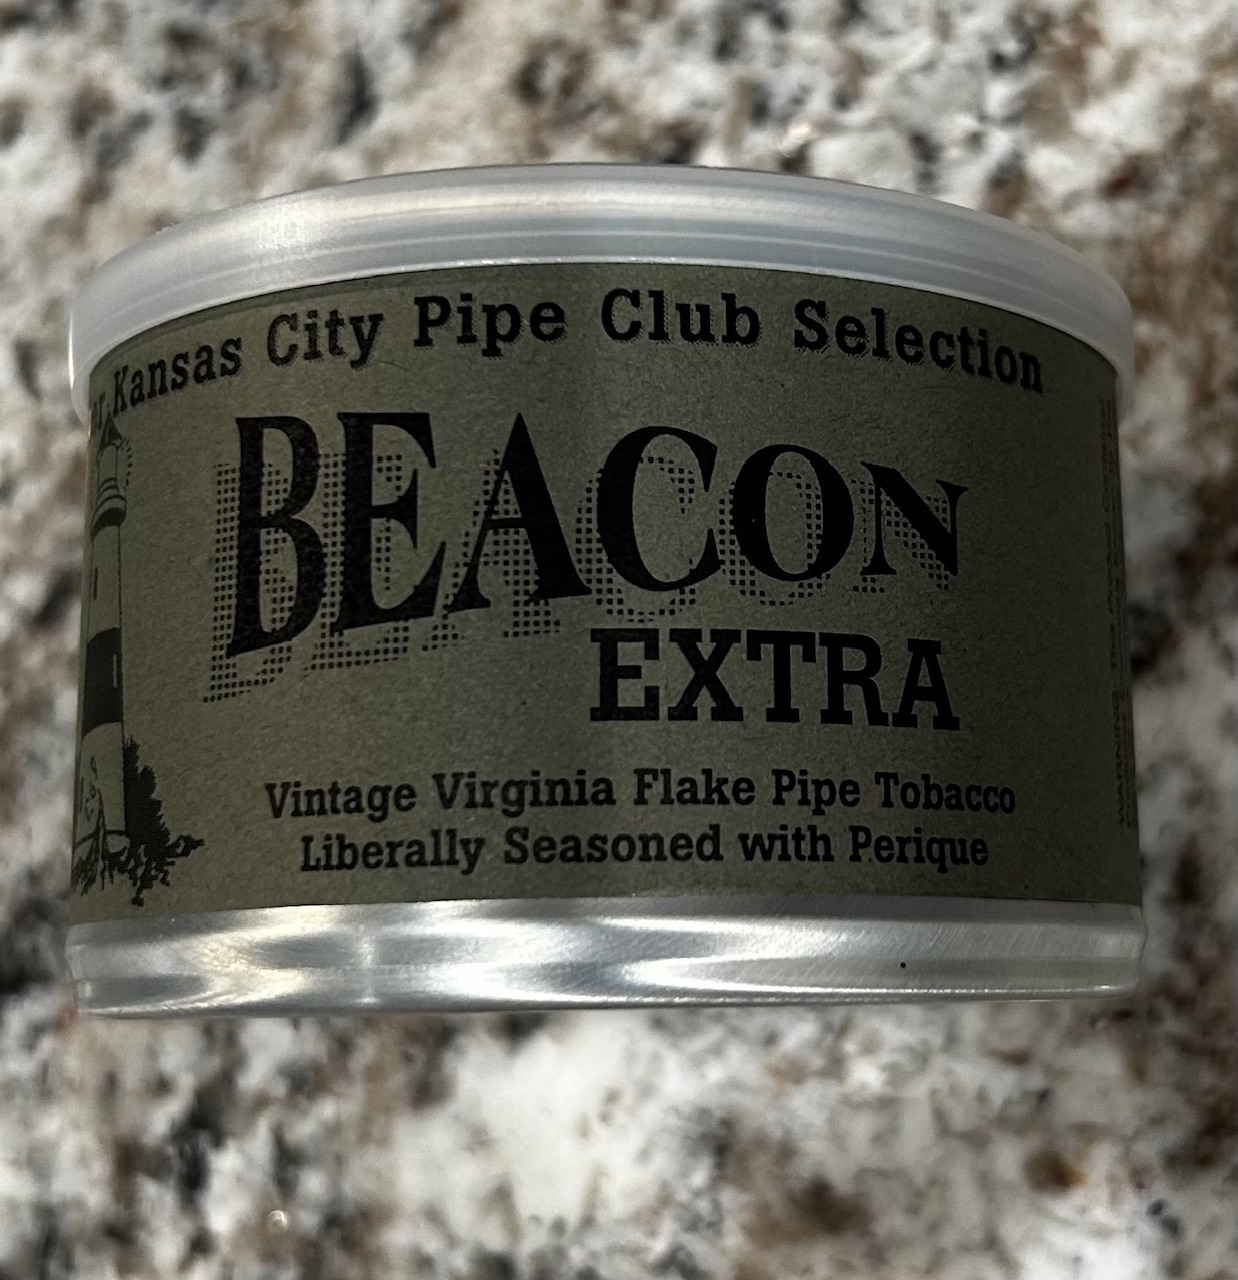 Kansas City Pipe Club Selection
BEACON
EXTRA
Vintage Virginia Flake Pipe Tobacco
Liberally Seasoned with Perique